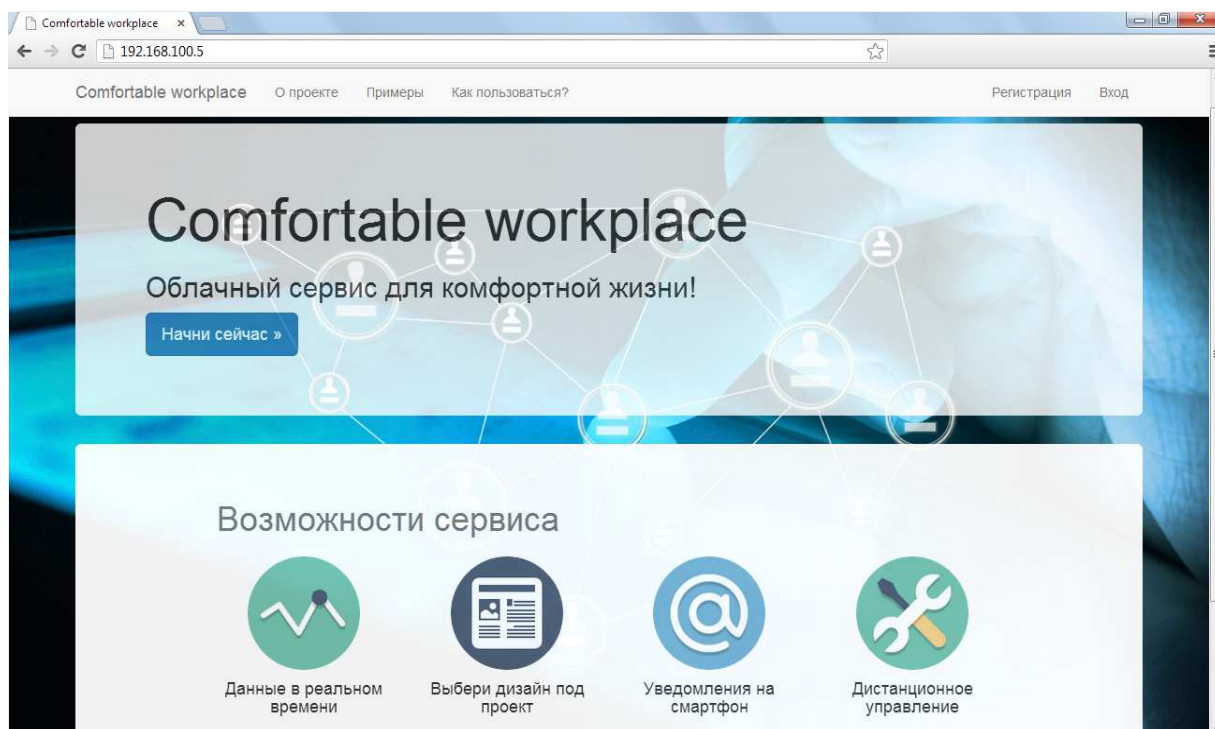 Comfortable workplace
192.168.100.5
Comfortable workplace О проекте Примеры Как пользоваться? Регистрация Вход
Comfortable workplace
Облачный сервис для комфортной жизни!
Начни сейчас »
Возможности сервиса
Данные в реальном
времени
Выбери дизайн под
проект
Уведомления на
смартфон
Дистанционное
управление